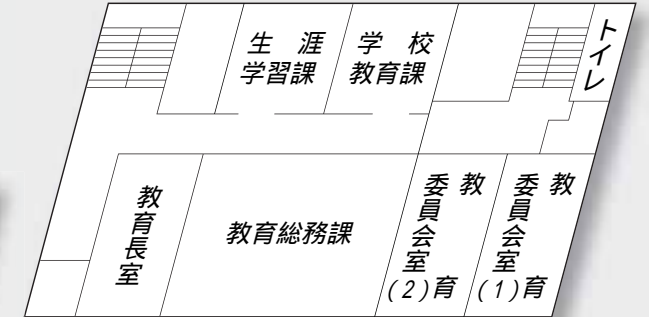 生涯
学習課
学校
教育課
トイレ
教育長室
教育総務課
教育
委員会室(2)
教育
委員会室(1)